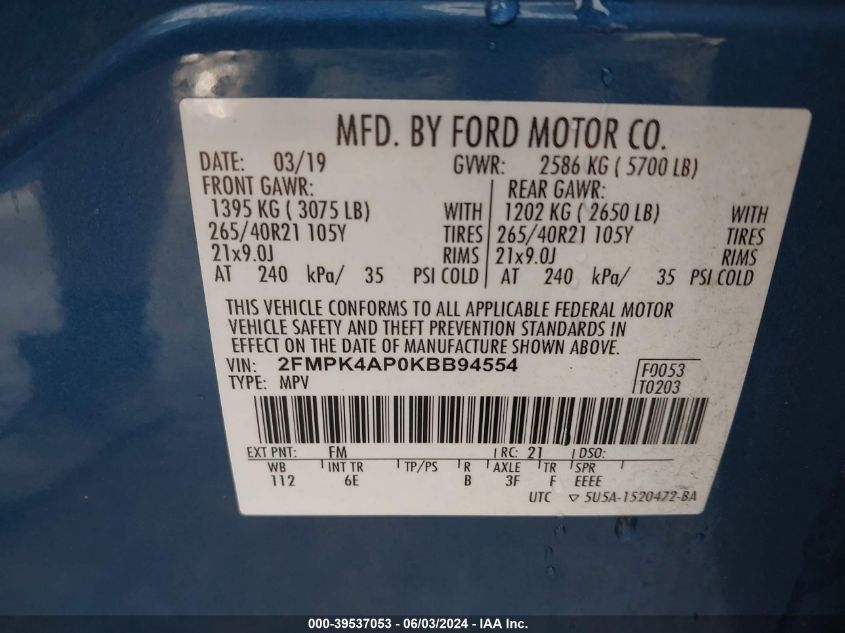 MFD. BY FORD MOTOR CO.
DATE: 03/19 GVWR: 2586 KG ( 5700 LB)
FRONT GAWR: REAR GAWR:
1395 KG ( 3075 LB) WITH 1202 KG ( 2650 LB) WITH
265/40R21 105Y TIRES 265/40R21 105Y TIRES
21x9.0J RIMS 21x9.0J RIMS
AT 240 kPa/ 35 PSI COLD AT 240 kPa/ 35 PSI COLD
THIS VEHICLE CONFORMS TO ALL APPLICABLE FEDERAL MOTOR
VEHICLE SAFETY AND THEFT PREVENTION STANDARDS IN
EFFECT ON THE DATE OF MANUFACTURE SHOWN ABOVE.
VIN: 2FMPK4AP0KBB94554 F0053
TYPE: MPV T0203
EXT PNT: FM RC: 21 DSO:
WB INT TR TP/PS R AXLE TR SPR
112 6E B 3F F EEEE
UTC ▽ 5U5A-1520472-BA
000-39537053 - 06/03/2024 - IAA Inc.